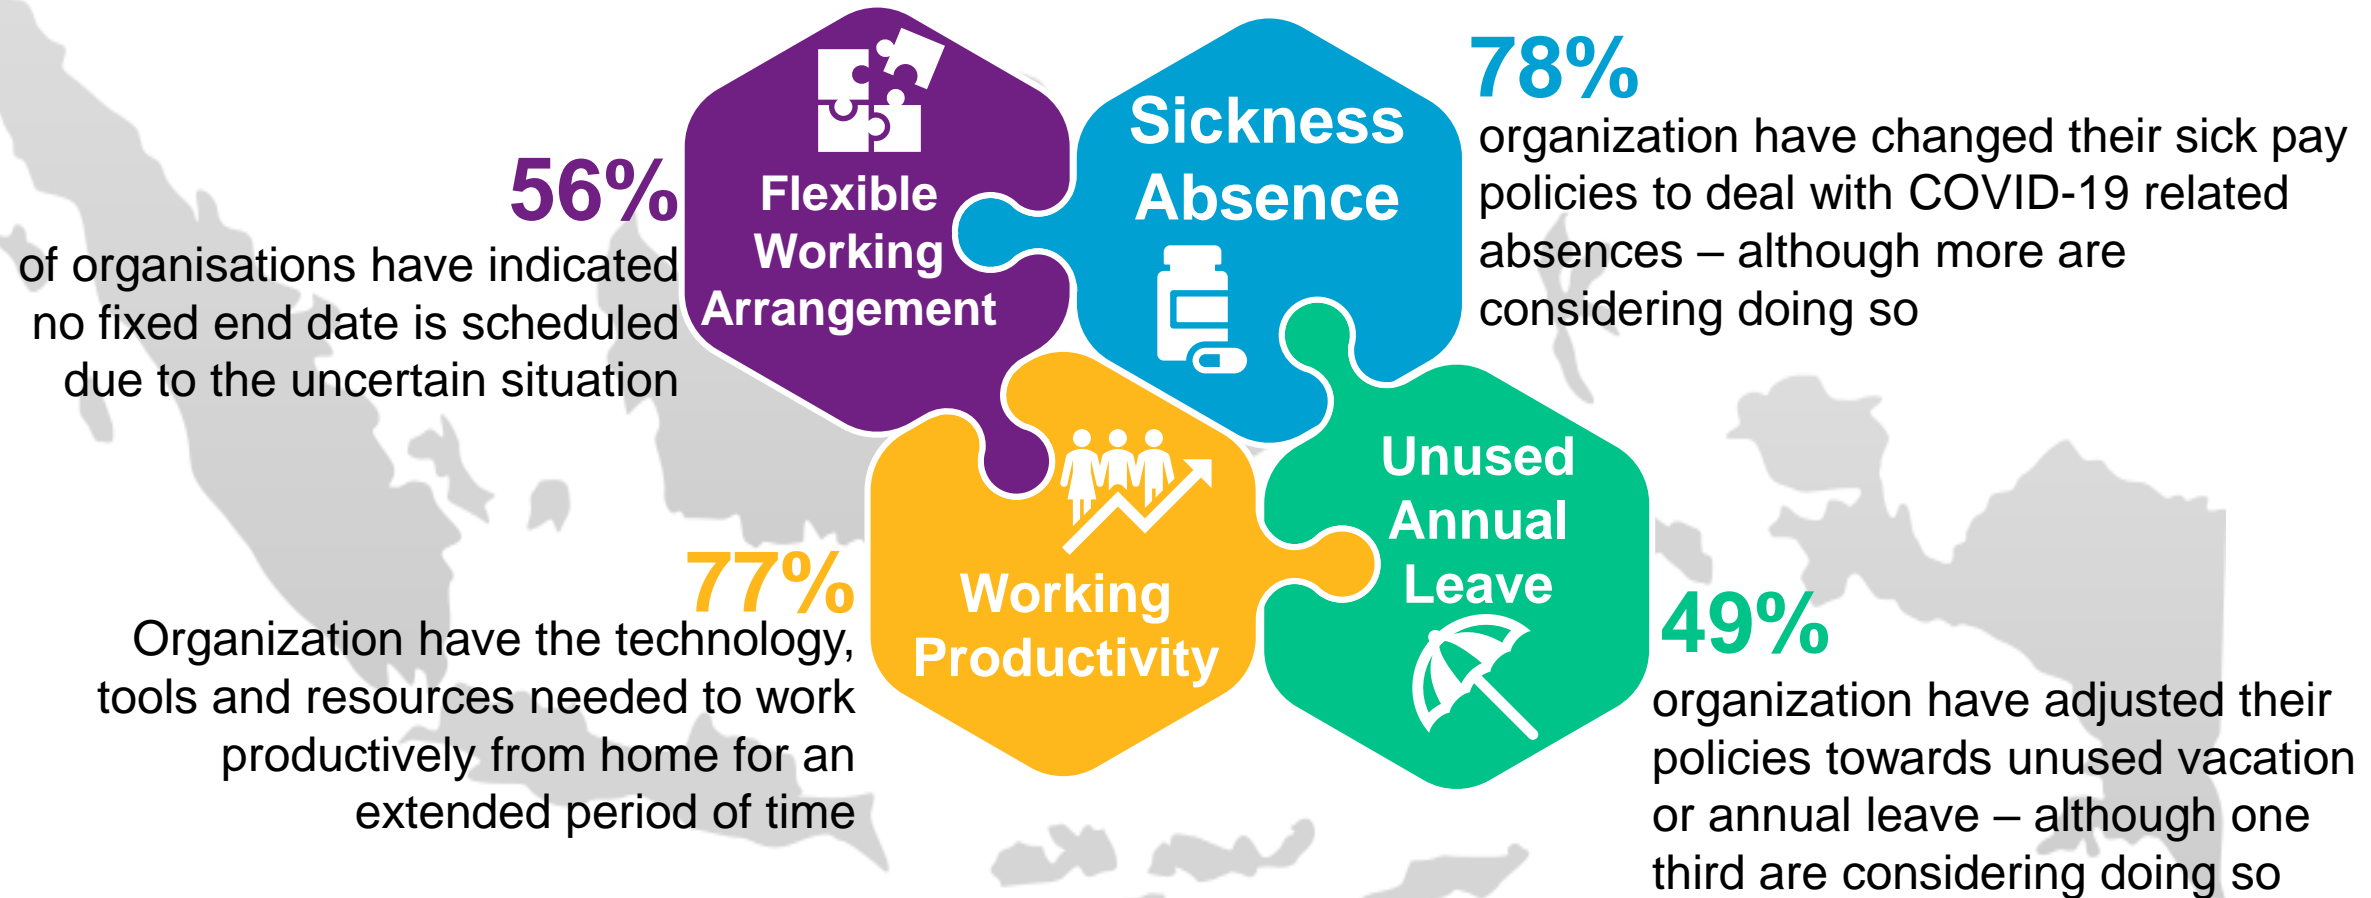 56%
of organisations have indicated
no fixed end date is scheduled
due to the uncertain situation
Flexible
Working
Arrangement
Sickness
Absence
78%
organization have changed their sick pay
policies to deal with COVID-19 related
absences – although more are
considering doing so
77%
Organization have the technology,
tools and resources needed to work
productively from home for an
extended period of time
Working
Productivity
Unused
Annual
Leave
49%
organization have adjusted their
policies towards unused vacation
or annual leave – although one
third are considering doing so